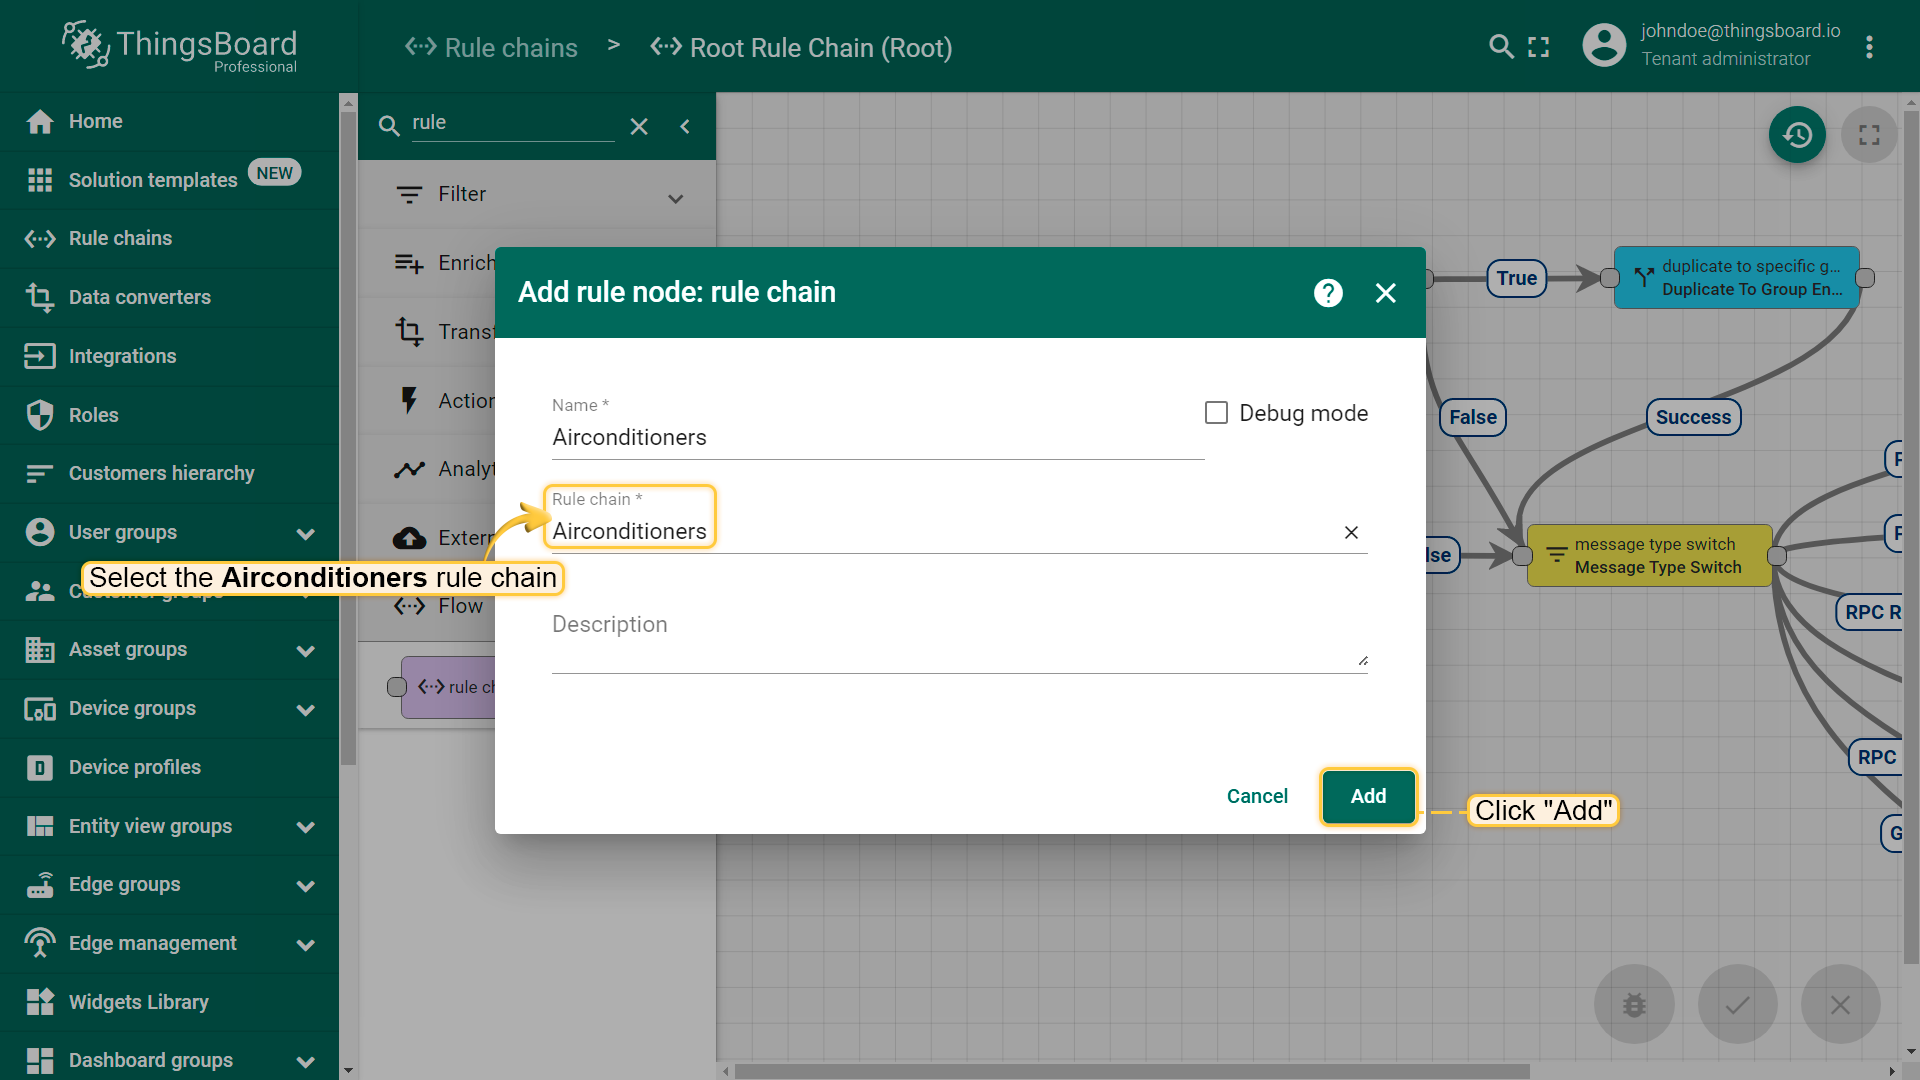 ThingsBoard
Professional
Rule chains > Root Rule Chain (Root)
johndoe@thingsboard.io
Tenant administrator
Home
Solution templates NEW
Rule chains
Data converters
Integrations
Roles
Customers hierarchy
User groups
Asset groups
Device groups
Device profiles
Entity view groups
Edge groups
Edge management
Widgets Library
Dashboard groups
rule
Filter
Enrich
Transf
Action
Analyt
Extern
Flow
rule ch
Add rule node: rule chain
?
Name *
Airconditioners
Debug mode
Rule chain *
Airconditioners
Select the Airconditioners rule chain
Description
Cancel
Add
Click "Add"
True
duplicate to specific g...
Duplicate To Group En...
False
Success
lse
message type switch
Message Type Switch
RPC R
RPC
G